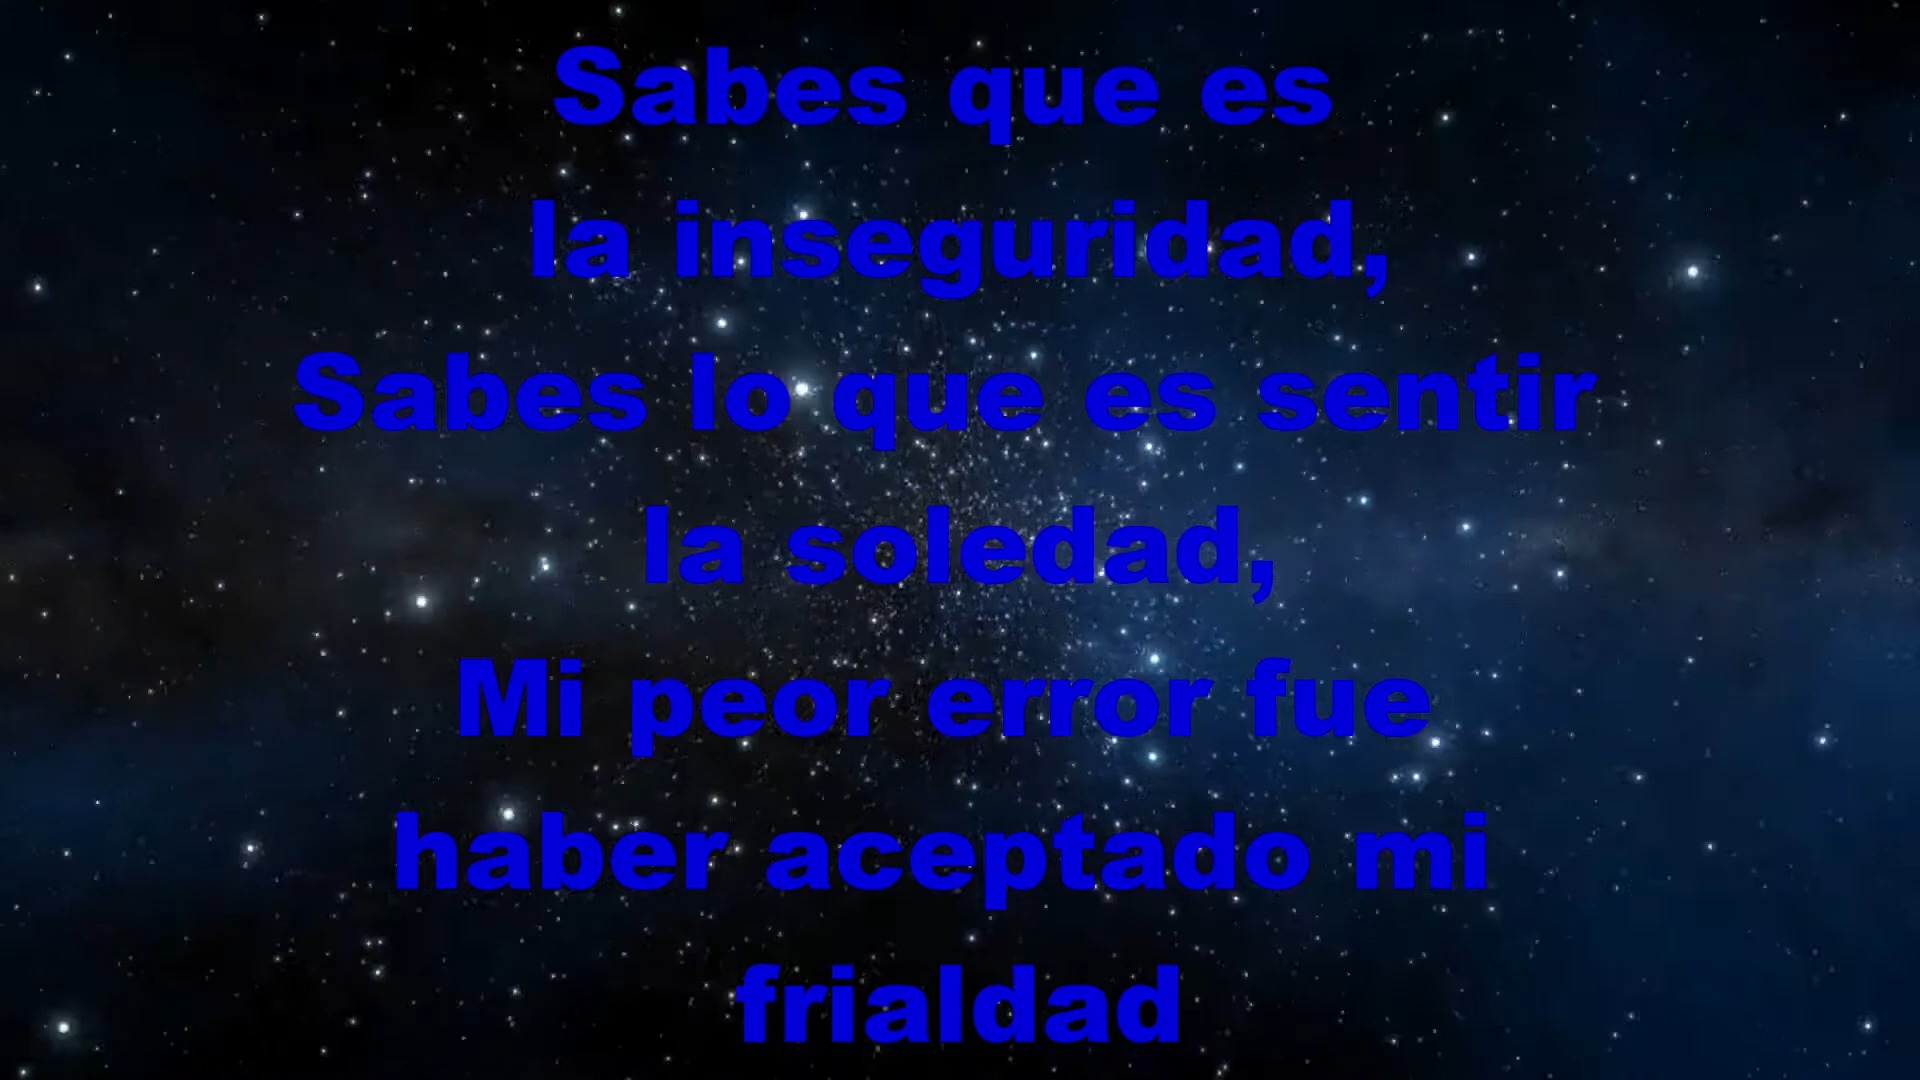 Sabes que es
la inseguridad,
Sabes lo que es sentir
la soledad,
Mi peor error fue
haber aceptado mi
frialdad